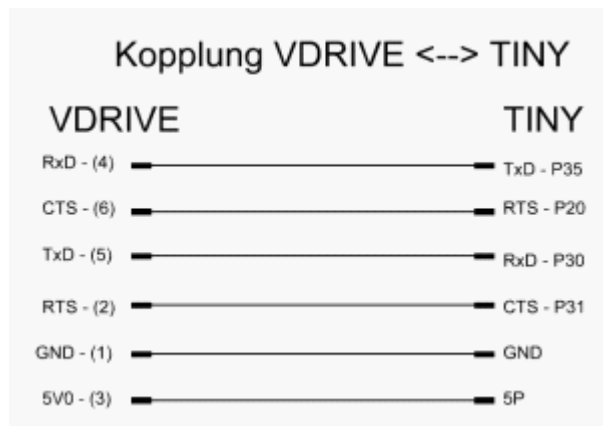 Kopplung VDRIVE <--> TINY
VDRIVE TINY
RxD - (4) TxD - P35
CTS - (6) RTS - P20
TxD - (5) RxD - P30
RTS - (2) CTS - P31
GND - (1) GND
5V0 - (3) 5P